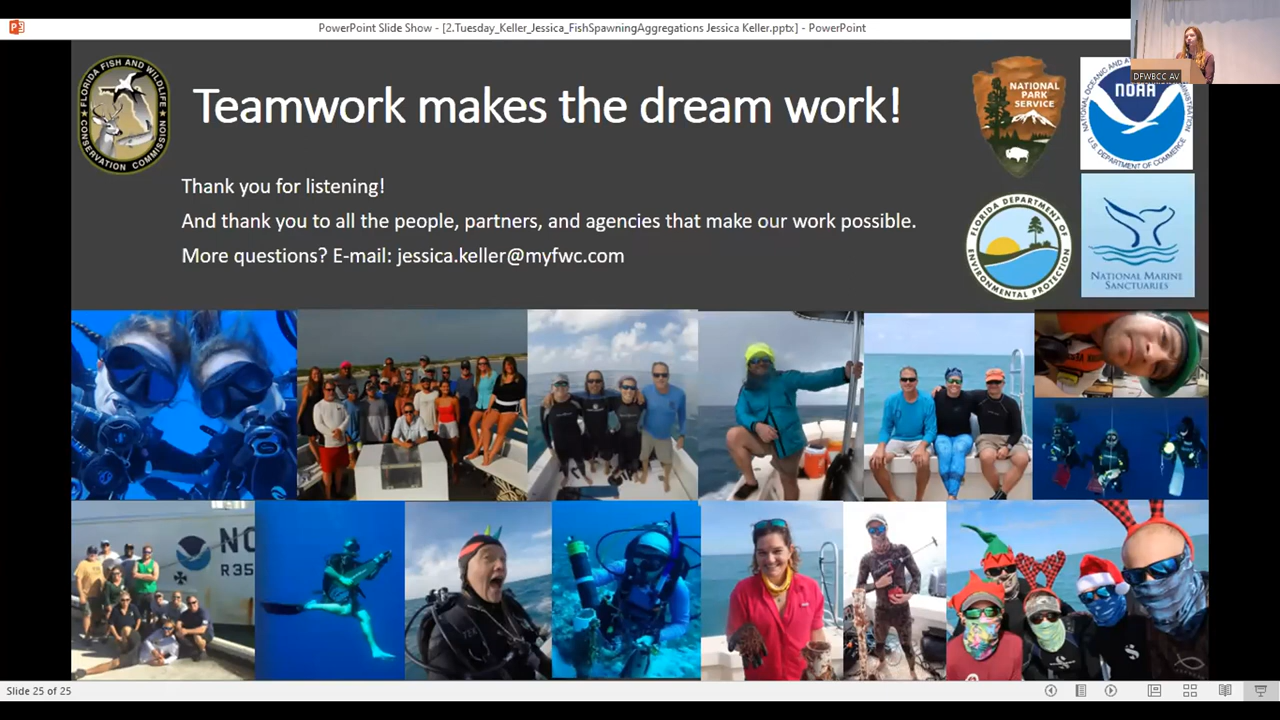 PowerPoint Slide Show - [2.Tuesday_Keller_Jessica_FishSpawningAggregations Jessica Keller.pptx] - PowerPoint
DFWBCC AV
FLORIDA FISH AND WILDLIFE
CONSERVATION COMMISSION
Teamwork makes the dream work!
NATIONAL
PARK
SERVICE
NOAA
U.S. DEPARTMENT OF COMMERCE
Thank you for listening!
And thank you to all the people, partners, and agencies that make our work possible.
More questions? E-mail: jessica.keller@myfwc.com
FLORIDA DEPARTMENT OF
ENVIRONMENTAL PROTECTION
NATIONAL MARINE
SANCTUARIES
NO
R 35
Slide 25 of 25